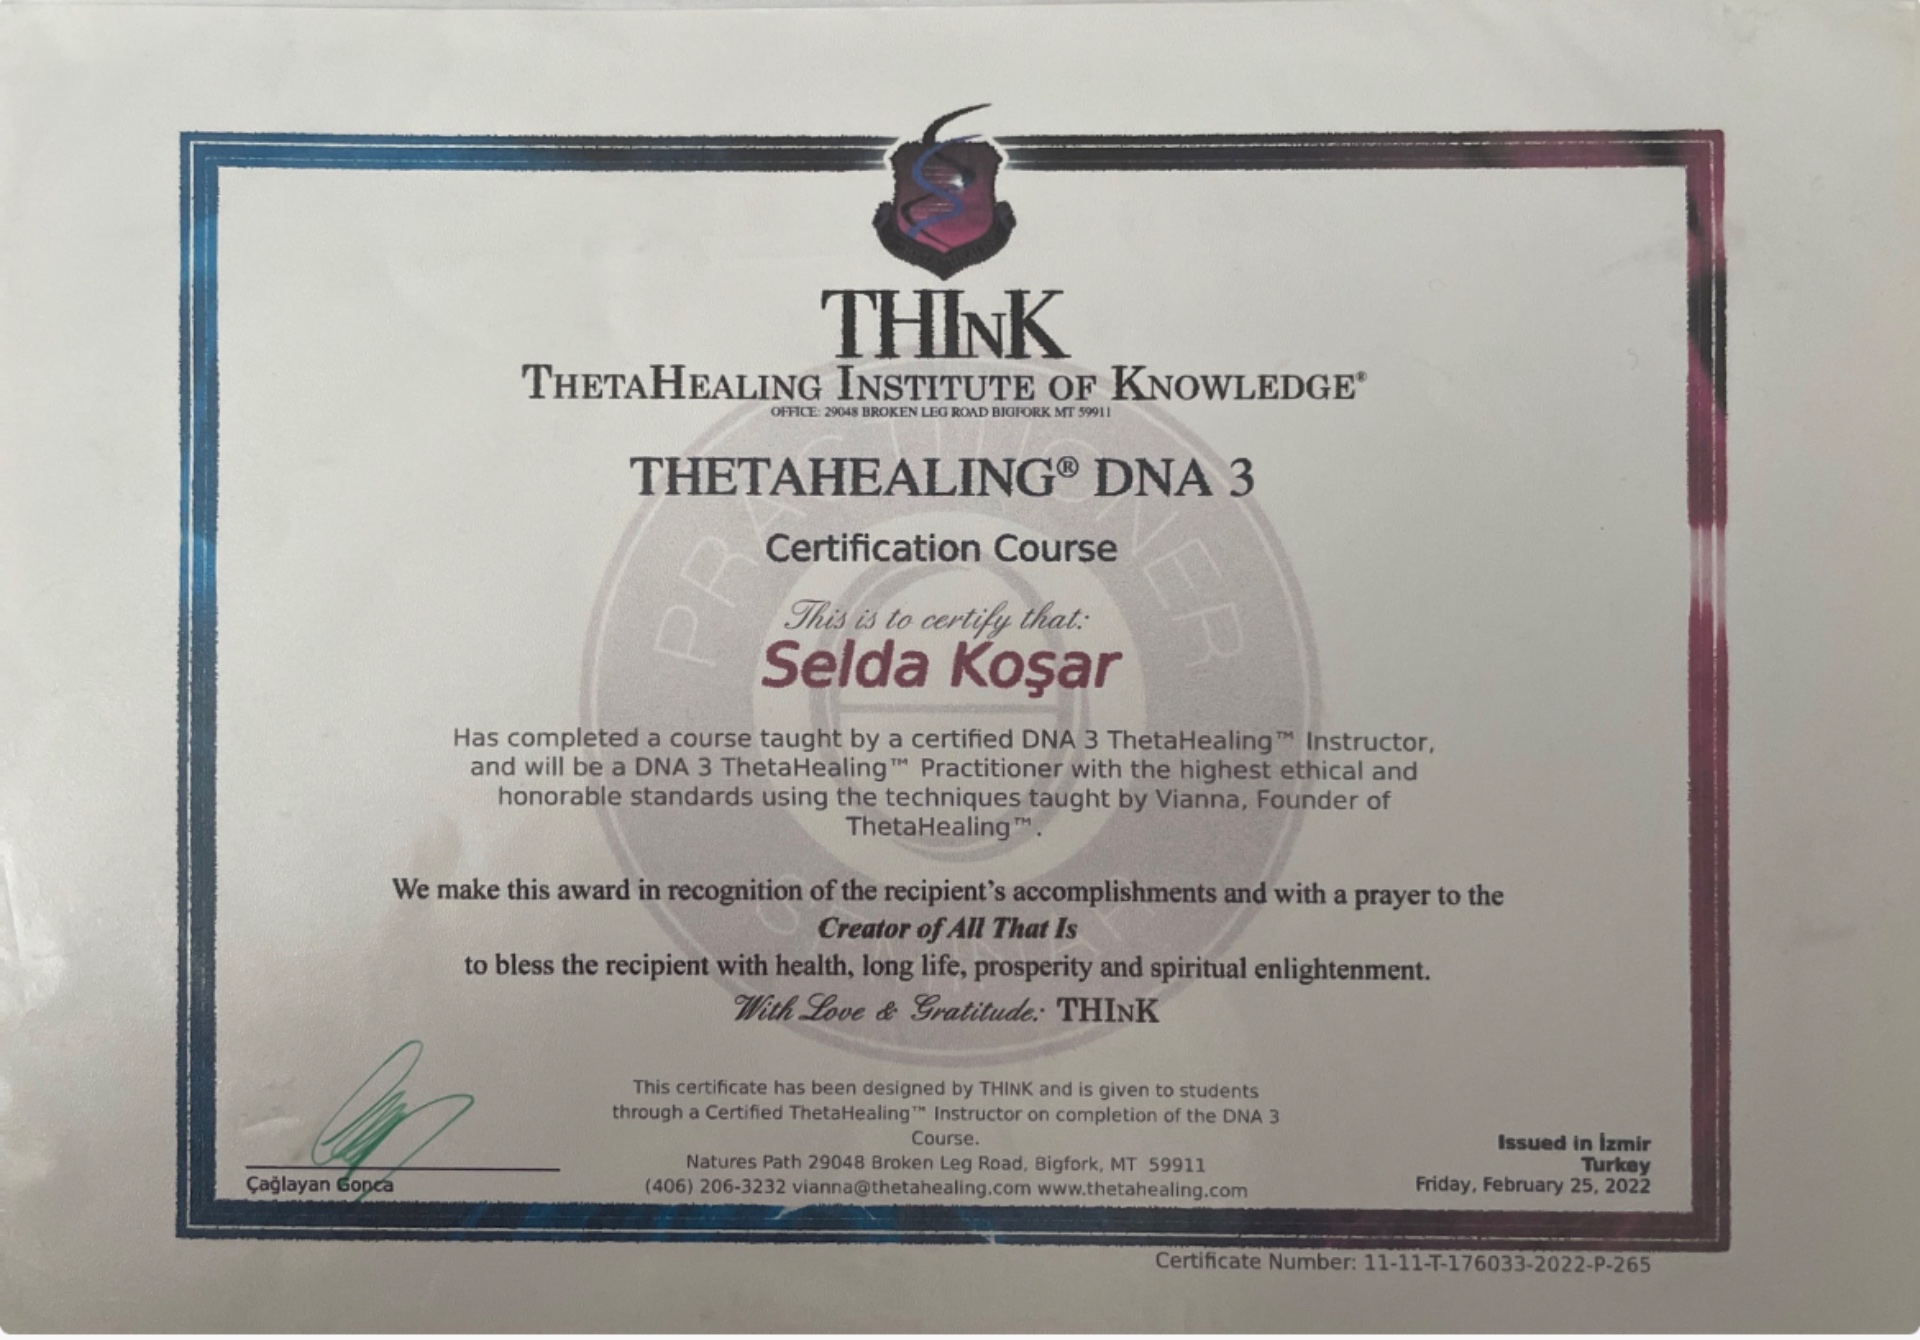 THInK
THETAHEALING INSTITUTE OF KNOWLEDGE®
OFFICE: 29048 BROKEN LEG ROAD BIGFORK MT 59911
THETAHEALING® DNA 3
Certification Course
This is to certify that:
Selda Koşar
Has completed a course taught by a certified DNA 3 ThetaHealing™ Instructor,
and will be a DNA 3 ThetaHealing™ Practitioner with the highest ethical and
honorable standards using the techniques taught by Vianna, Founder of
ThetaHealing™.
We make this award in recognition of the recipient's accomplishments and with a prayer to the
Creator of All That Is
to bless the recipient with health, long life, prosperity and spiritual enlightenment.
With Love & Gratitude: THINK
This certificate has been designed by THINK and is given to students
through a Certified ThetaHealing™ Instructor on completion of the DNA 3
Course.
Natures Path 29048 Broken Leg Road, Bigfork, MT 59911
(406) 206-3232 vianna@thetahealing.com www.thetahealing.com
Çağlayan Gonca
Issued in İzmir
Turkey
Friday, February 25, 2022
Certificate Number: 11-11-T-176033-2022-P-265
PRACTITIONER